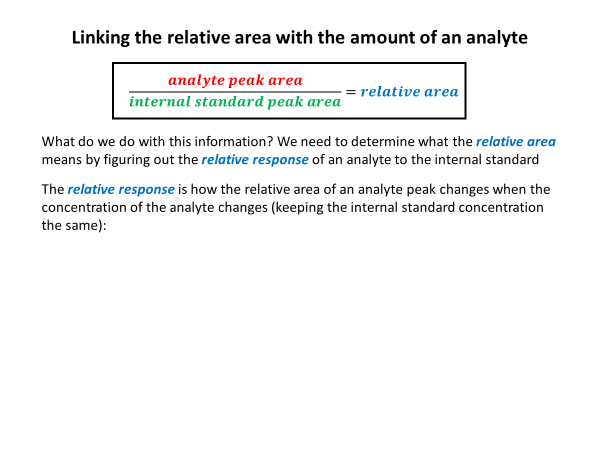 Linking the relative area with the amount of an analyte
analyte peak area
internal standard peak area = relative area
What do we do with this information? We need to determine what the relative area
means by figuring out the relative response of an analyte to the internal standard
The relative response is how the relative area of an analyte peak changes when the
concentration of the analyte changes (keeping the internal standard concentration
the same):